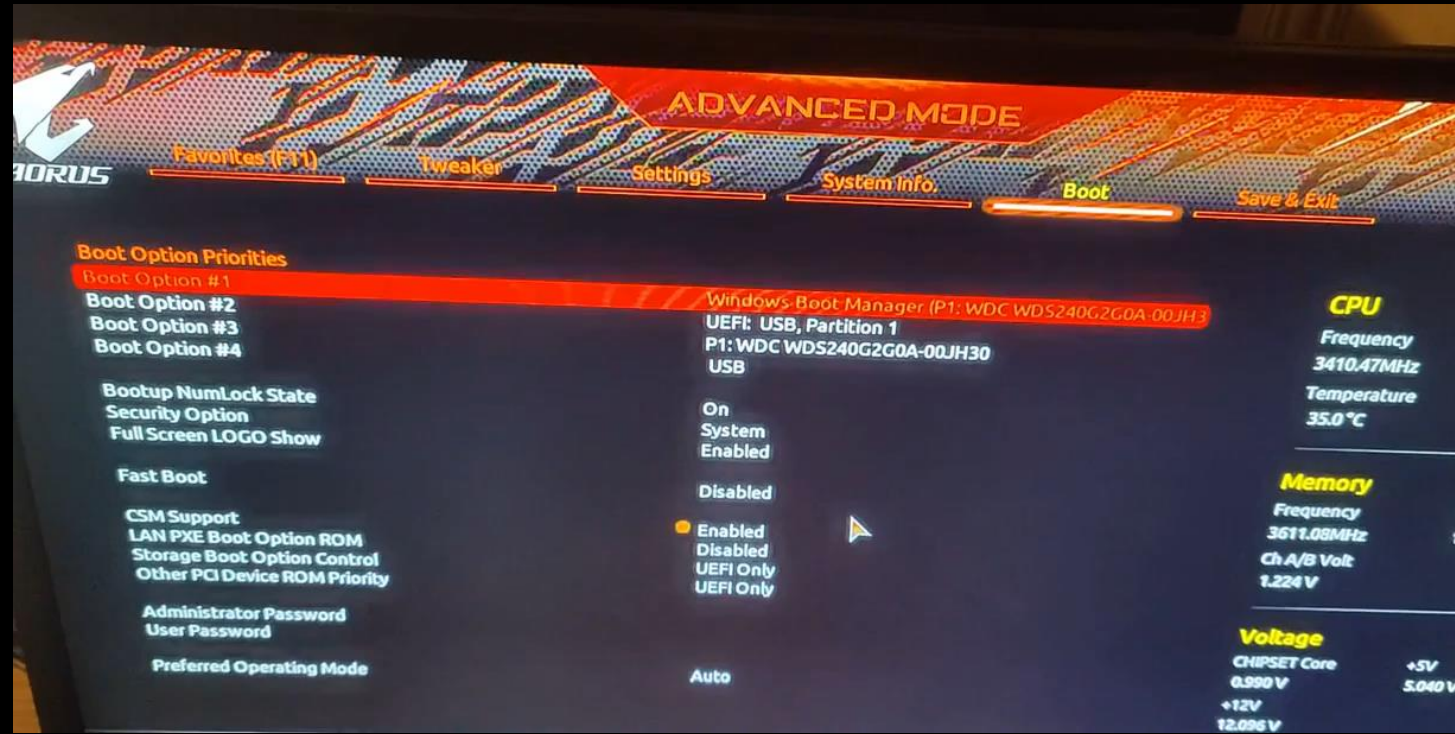 AORUS
ADVANCED MODE
Favorites (F11)
Tweaker
Settings
System Info.
Boot
Save & Exit
Boot Option Priorities
Boot Option #1 Windows Boot Manager (P1: WDC WDS240G2G0A-00JH3
Boot Option #2 UEFI: USB, Partition 1
Boot Option #3 P1: WDC WDS240G2G0A-00JH30
Boot Option #4 USB
Bootup NumLock State On
Security Option System
Full Screen LOGO Show Enabled
Fast Boot Disabled
CSM Support Enabled
LAN PXE Boot Option ROM Disabled
Storage Boot Option Control UEFI Only
Other PCI Device ROM Priority UEFI Only
Administrator Password
User Password
Preferred Operating Mode Auto
CPU
Frequency
3410.47MHz
Temperature
35.0 °C
Memory
Frequency
3611.08MHz
Ch A/B Volt
1.224 V
Voltage
CHIPSET Core +5V
0.990 V 5.040 V
+12V
12.096 V